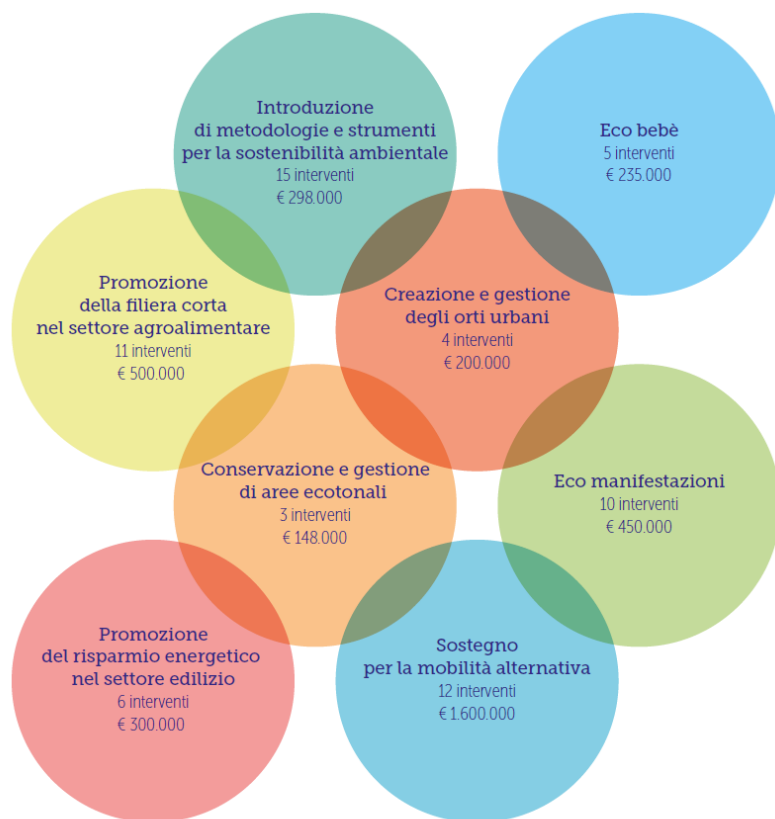 Introduzione
di metodologie e strumenti
per la sostenibilità ambientale
15 interventi
€ 298.000
Eco bebè
5 interventi
€ 235.000
Promozione
della filiera corta
nel settore agroalimentare
11 interventi
€ 500.000
Creazione e gestione
degli orti urbani
4 interventi
€ 200.000
Conservazione e gestione
di aree ecotonali
3 interventi
€ 148.000
Eco manifestazioni
10 interventi
€ 450.000
Promozione
del risparmio energetico
nel settore edilizio
6 interventi
€ 300.000
Sostegno
per la mobilità alternativa
12 interventi
€ 1.600.000